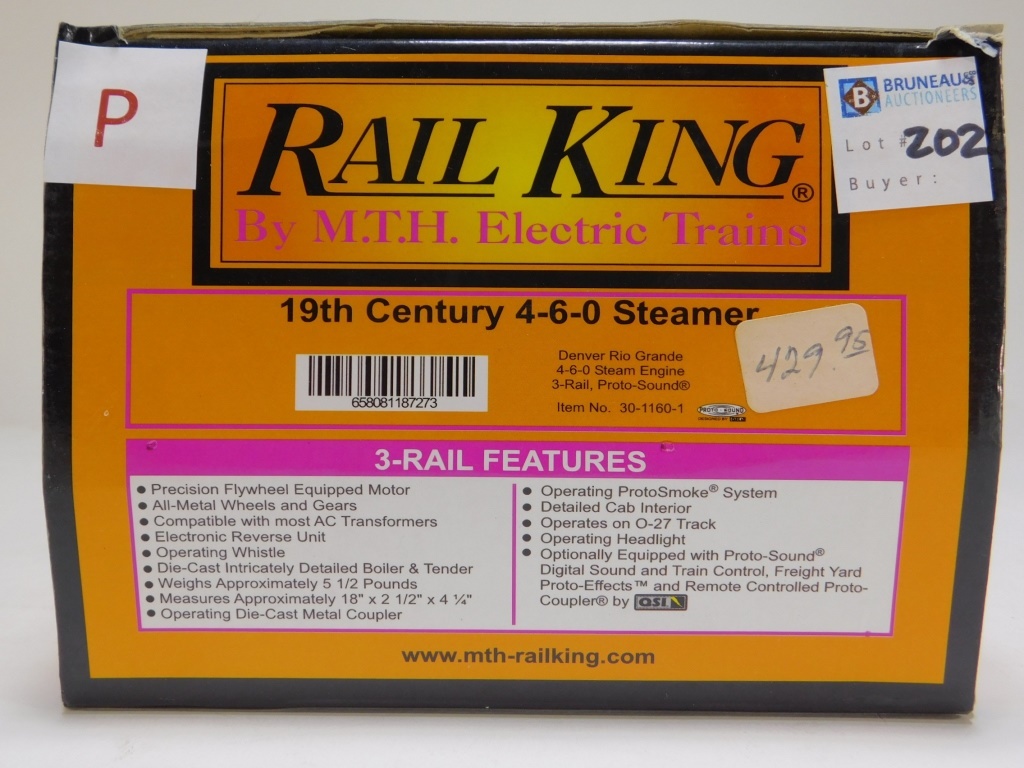 P
RAIL KING®
By M.T.H. Electric Trains
B BRUNEAU &
AUCTIONEERS
Lot # 202
Buyer:
19th Century 4-6-0 Steamer
658081187273
Denver Rio Grande
4-6-0 Steam Engine
3-Rail, Proto-Sound®
Item No. 30-1160-1
PROTO-SOUND
429.95
3-RAIL FEATURES
● Precision Flywheel Equipped Motor
● All-Metal Wheels and Gears
● Compatible with most AC Transformers
● Electronic Reverse Unit
● Operating Whistle
● Die-Cast Intricately Detailed Boiler & Tender
● Weighs Approximately 5 1/2 Pounds
● Measures Approximately 18" x 2 1/2" x 4 ¼"
● Operating Die-Cast Metal Coupler
● Operating ProtoSmoke® System
● Detailed Cab Interior
● Operates on O-27 Track
● Operating Headlight
● Optionally Equipped with Proto-Sound®
Digital Sound and Train Control, Freight Yard
Proto-Effects™ and Remote Controlled Proto-
Coupler® by QSI
www.mth-railking.com